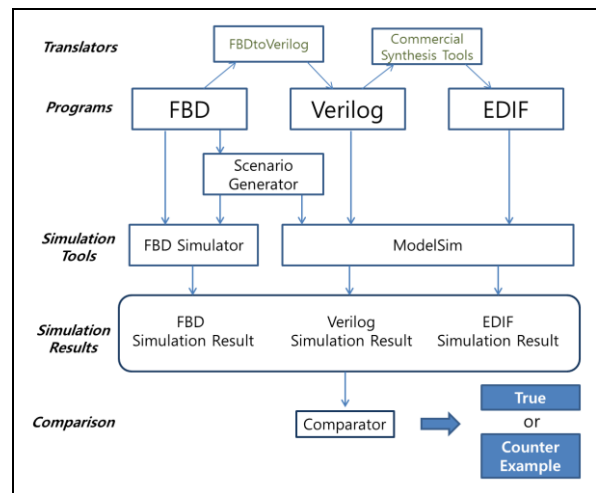 Translators
FBDtoVerilog
Commercial
Synthesis Tools
Programs
FBD
Verilog
EDIF
Scenario
Generator
Simulation
Tools
FBD Simulator
ModelSim
Simulation
Results
FBD
Simulation Result
Verilog
Simulation Result
EDIF
Simulation Result
Comparison
Comparator
True
or
Counter
Example